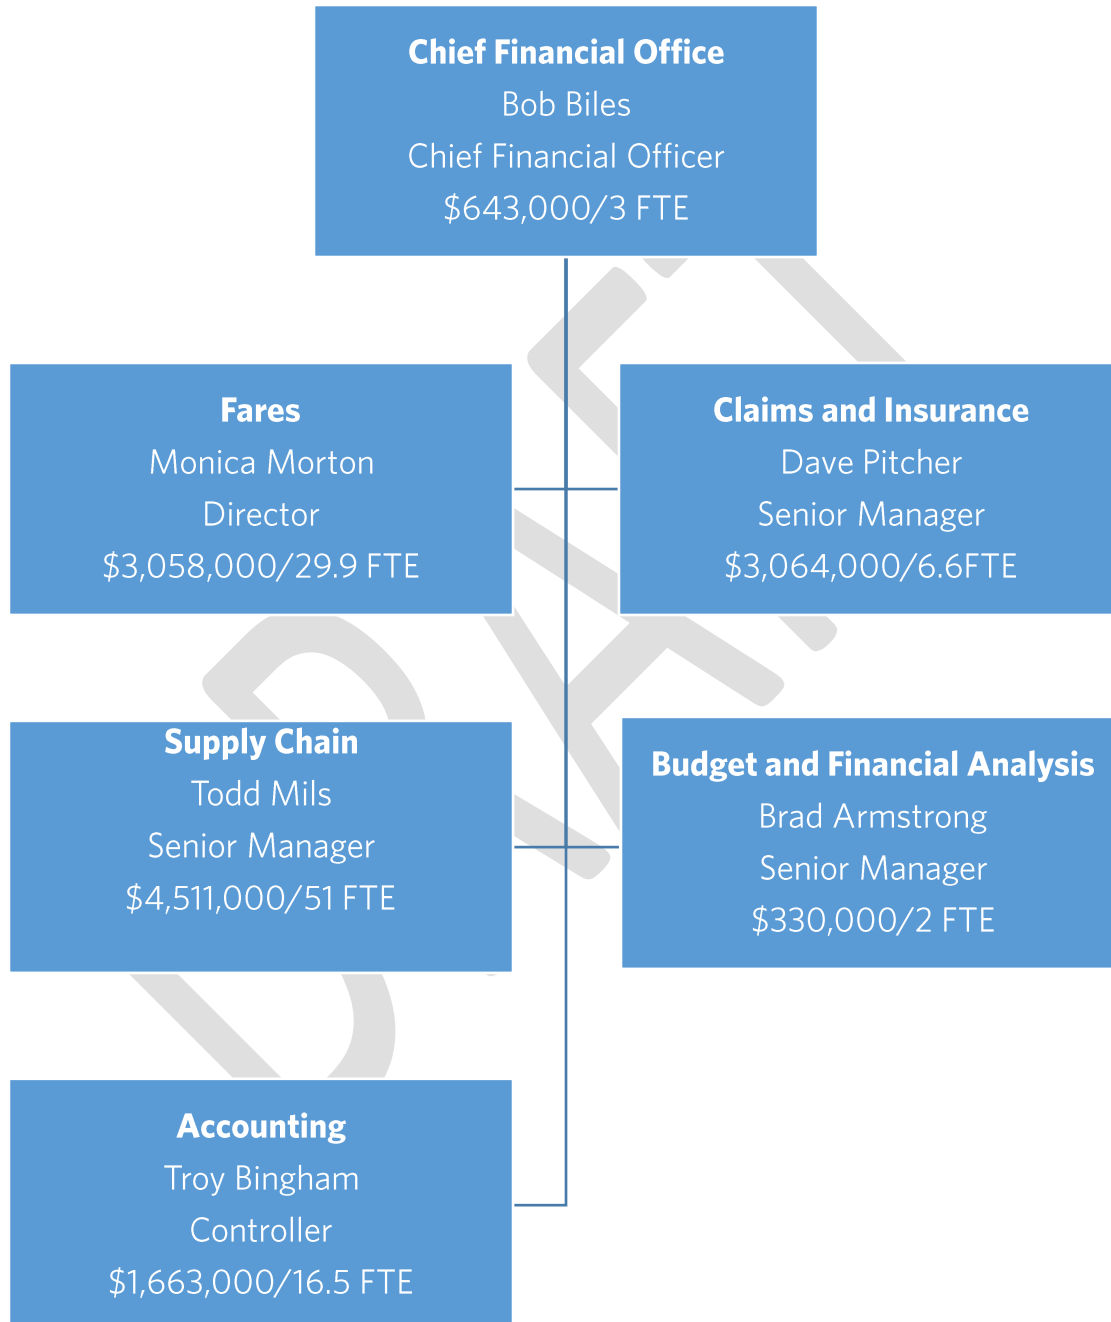 Chief Financial Office
Bob Biles
Chief Financial Officer
$643,000/3 FTE
Fares
Monica Morton
Director
$3,058,000/29.9 FTE
Claims and Insurance
Dave Pitcher
Senior Manager
$3,064,000/6.6FTE
Supply Chain
Todd Mils
Senior Manager
$4,511,000/51 FTE
Budget and Financial Analysis
Brad Armstrong
Senior Manager
$330,000/2 FTE
Accounting
Troy Bingham
Controller
$1,663,000/16.5 FTE
DRAFT